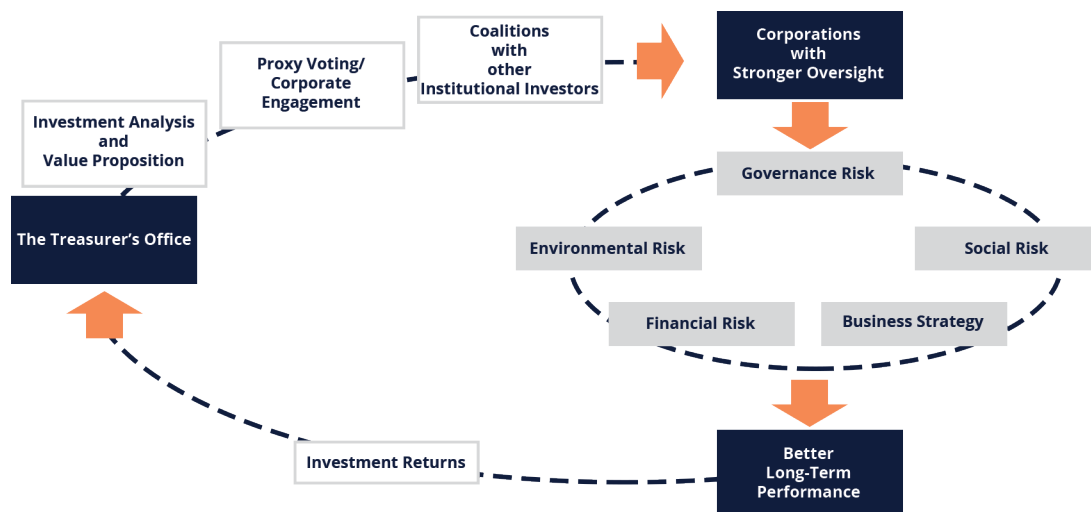 Coalitions
with
other
Institutional Investors
Proxy Voting/
Corporate
Engagement
Investment Analysis
and
Value Proposition
The Treasurer’s Office
Corporations
with
Stronger Oversight
Governance Risk
Environmental Risk
Social Risk
Financial Risk
Business Strategy
Better
Long-Term
Performance
Investment Returns